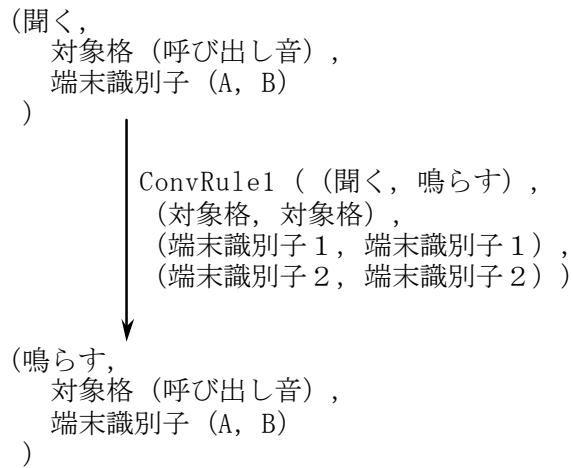 (聞く,
対象格 (呼び出し音),
端末識別子 (A, B)
)
ConvRule1 ( (聞く, 鳴らす),
(対象格, 対象格),
(端末識別子１, 端末識別子１),
(端末識別子２, 端末識別子２) )
(鳴らす,
対象格 (呼び出し音),
端末識別子 (A, B)
)